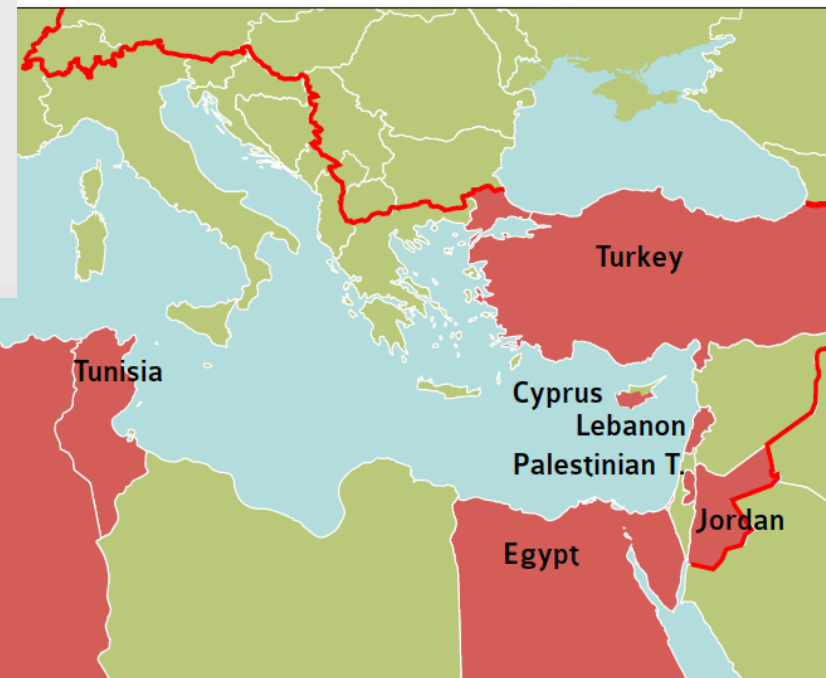 Turkey
Tunisia
Cyprus
Lebanon
Palestinian T.
Jordan
Egypt